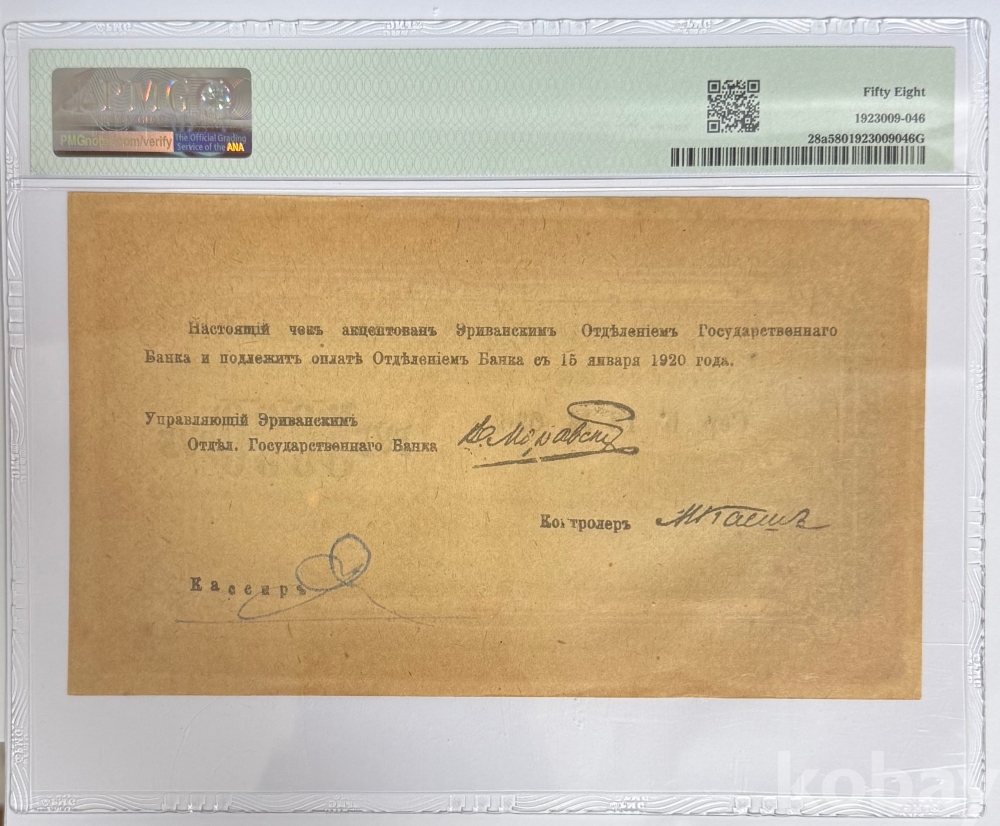 PMG
PMGnotes.com/verify
The Official Grading
Service of the ANA
Fifty Eight
1923009-046
28a5801923009046G
Настоящій чекъ акцептованъ Эриванскимъ Отдѣленіемъ Государственнаго
Банка и подлежитъ оплатѣ Отдѣленіемъ Банка съ 15 января 1920 года.
Управляющій Эриванскимъ
Отдѣл. Государственнаго Банка
Контролеръ
Кассиръ
kobay